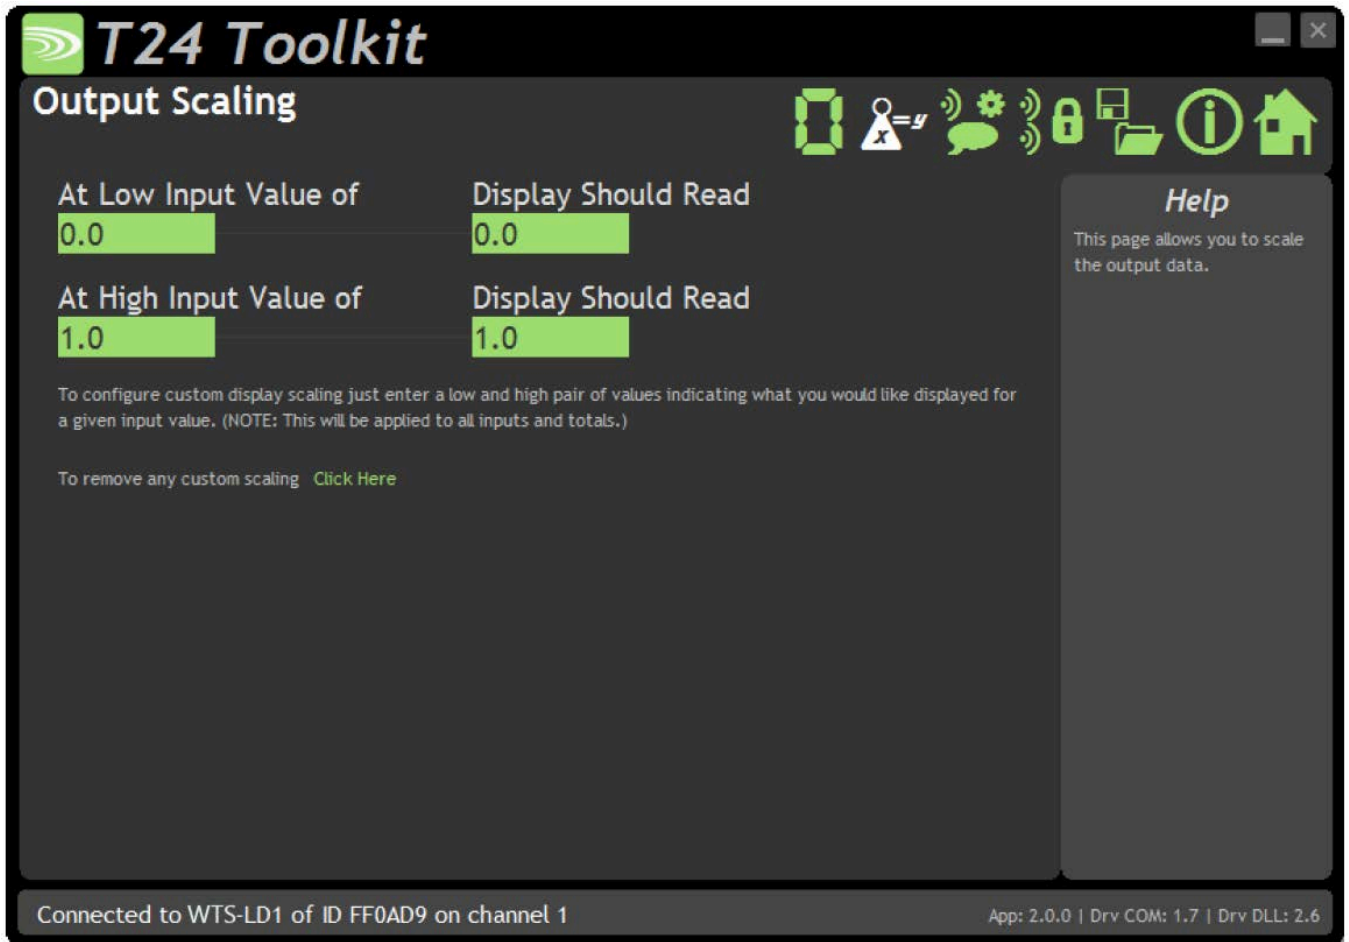 T24 Toolkit
Output Scaling
x=y
At Low Input Value of
Display Should Read
0.0
0.0
At High Input Value of
Display Should Read
1.0
1.0
To configure custom display scaling just enter a low and high pair of values indicating what you would like displayed for
a given input value. (NOTE: This will be applied to all inputs and totals.)
To remove any custom scaling Click Here
Help
This page allows you to scale
the output data.
Connected to WTS-LD1 of ID FF0AD9 on channel 1
App: 2.0.0 | Drv COM: 1.7 | Drv DLL: 2.6